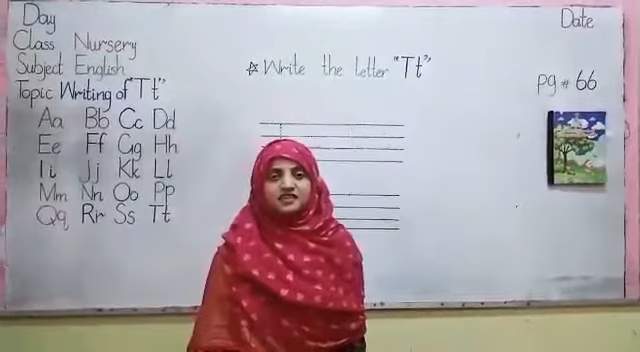 Day
Class Nursery
Subject English
Topic Writing of "Tt"
Aa Bb Cc Dd
Ee Ff Gg Hh
Ii Jj Kk Ll
Mm Nn Oo Pp
Qq Rr Ss Tt
☆ Write the letter "Tt"
Date
pg # 66